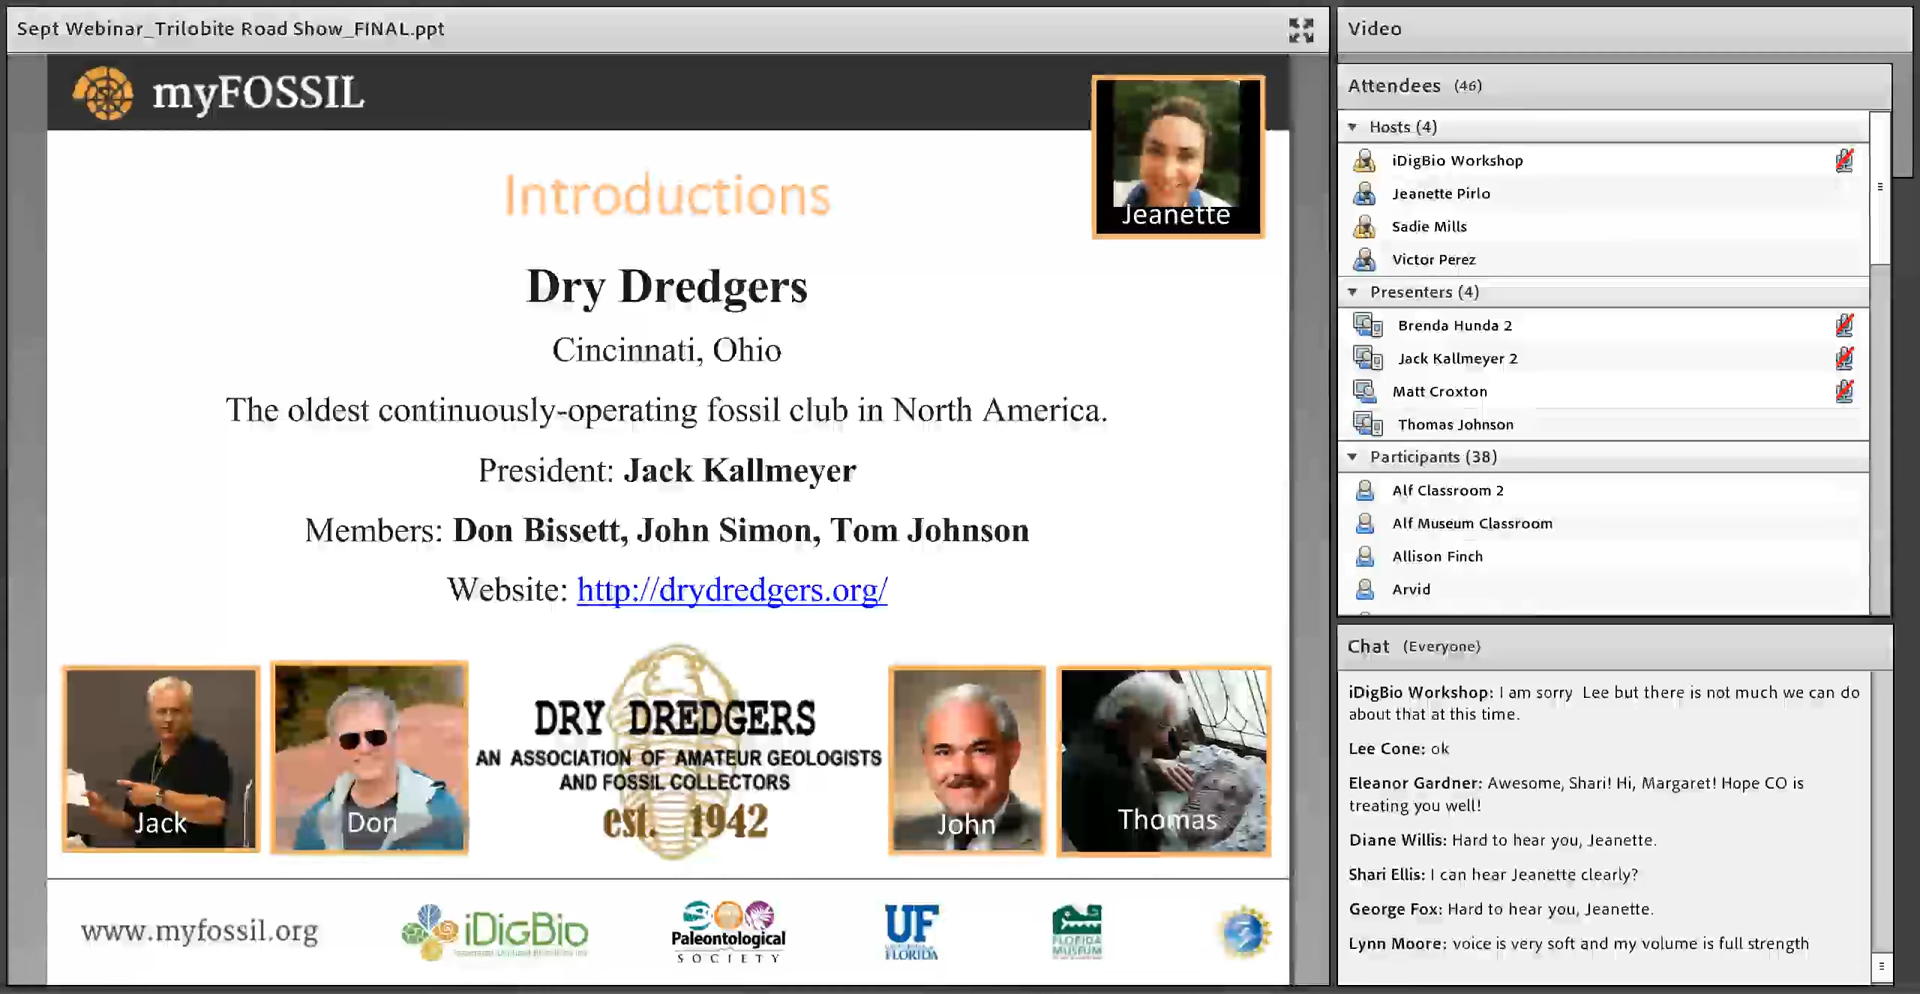 Sept Webinar_Trilobite Road Show_FINAL.ppt
myFOSSIL
Jeanette
Introductions
Dry Dredgers
Cincinnati, Ohio
The oldest continuously-operating fossil club in North America.
President: Jack Kallmeyer
Members: Don Bissett, John Simon, Tom Johnson
Website: http://drydredgers.org/
Jack
Don
DRY DREDGERS
AN ASSOCIATION OF AMATEUR GEOLOGISTS
AND FOSSIL COLLECTORS
est. 1942
John
Thomas
www.myfossil.org
iDigBio
Paleontological
SOCIETY
UF
FLORIDA
FLORIDA
MUSEUM
Video
Attendees (46)
Hosts (4)
iDigBio Workshop
Jeanette Pirlo
Sadie Mills
Victor Perez
Presenters (4)
Brenda Hunda 2
Jack Kallmeyer 2
Matt Croxton
Thomas Johnson
Participants (38)
Alf Classroom 2
Alf Museum Classroom
Allison Finch
Arvid
Chat (Everyone)
iDigBio Workshop: I am sorry Lee but there is not much we can do
about that at this time.
Lee Cone: ok
Eleanor Gardner: Awesome, Shari! Hi, Margaret! Hope CO is
treating you well!
Diane Willis: Hard to hear you, Jeanette.
Shari Ellis: I can hear Jeanette clearly?
George Fox: Hard to hear you, Jeanette.
Lynn Moore: voice is very soft and my volume is full strength